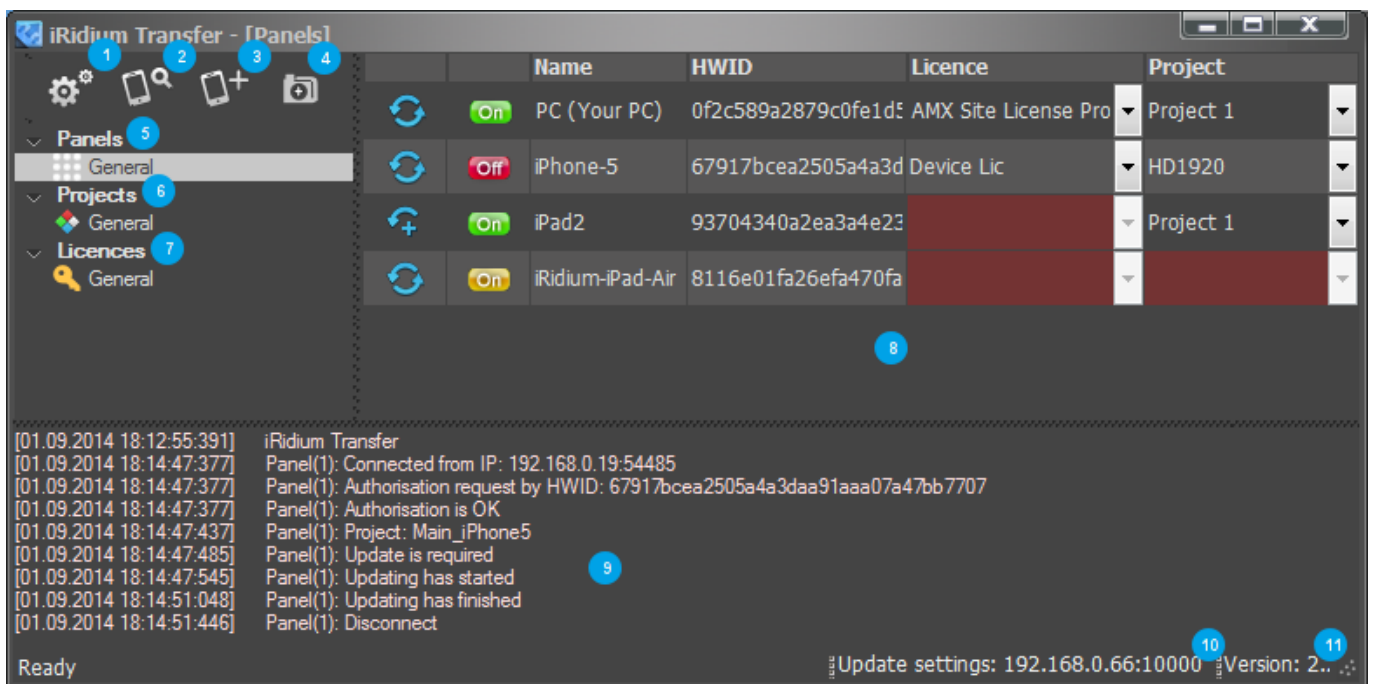 iRidium Transfer - [Panels]
1 2 3 4
Name HWID Licence Project
On PC (Your PC) 0f2c589a2879c0fe1d5 AMX Site License Pro Project 1
Panels 5
General
Off iPhone-5 67917bcea2505a4a3d Device Lic HD1920
Projects 6
General
On iPad2 93704340a2ea3a4e23 Project 1
Licences 7
General
On iRidium-iPad-Air 8116e01fa26efa470fa
8
[01.09.2014 18:12:55:391] iRidium Transfer
[01.09.2014 18:14:47:377] Panel(1): Connected from IP: 192.168.0.19:54485
[01.09.2014 18:14:47:377] Panel(1): Authorisation request by HWID: 67917bcea2505a4a3daa91aaa07a47bb7707
[01.09.2014 18:14:47:377] Panel(1): Authorisation is OK
[01.09.2014 18:14:47:437] Panel(1): Project: Main_iPhone5
[01.09.2014 18:14:47:485] Panel(1): Update is required
[01.09.2014 18:14:47:545] Panel(1): Updating has started
9
[01.09.2014 18:14:51:048] Panel(1): Updating has finished
[01.09.2014 18:14:51:446] Panel(1): Disconnect
10 11
Ready Update settings: 192.168.0.66:10000 Version: 2..